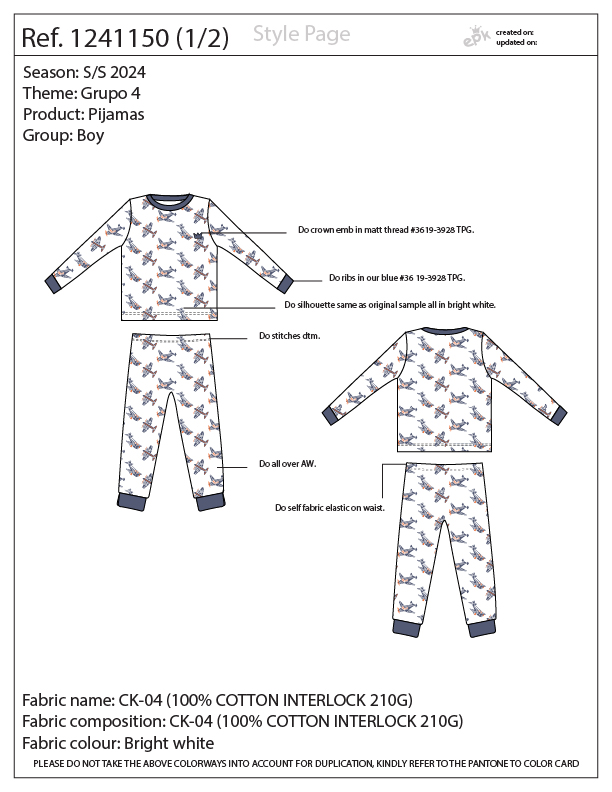 Ref. 1241150 (1/2)
Style Page
epk
created on:
updated on:
Season: S/S 2024
Theme: Grupo 4
Product: Pijamas
Group: Boy
Do crown emb in matt thread #3619-3928 TPG.
Do ribs in our blue #36 19-3928 TPG.
Do silhouette same as original sample all in bright white.
Do stitches dtm.
Do all over AW.
Do self fabric elastic on waist.
Fabric name: CK-04 (100% COTTON INTERLOCK 210G)
Fabric composition: CK-04 (100% COTTON INTERLOCK 210G)
Fabric colour: Bright white
PLEASE DO NOT TAKE THE ABOVE COLORWAYS INTO ACCOUNT FOR DUPLICATION, KINDLY REFER TO THE PANTONE TO COLOR CARD